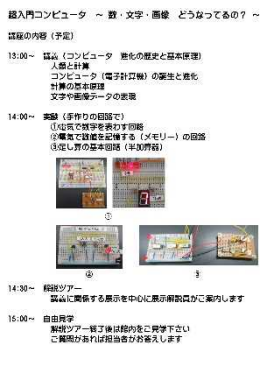 超入門コンピュータ　～ 数・文字・画像　どうなってるの？ ～
講座の内容（予定）
13:00～　講義（コンピュータ　進化の歴史と基本原理）
人類と計算
コンピュータ（電子計算機）の誕生と進化
計算の基本原理
文字や画像データの表現
14:00～　実験（手作りの回路で）
①電気で数字を表わす回路
②電気で数値を記憶する（メモリー）の回路
③足し算の基本回路（半加算器）
①
②　③
14:30～　解説ツアー
講義に関係する展示を中心に展示解説員がご案内します
15:00～　自由見学
解説ツアー終了後は館内をご見学下さい
ご質問があれば担当者がお答えします